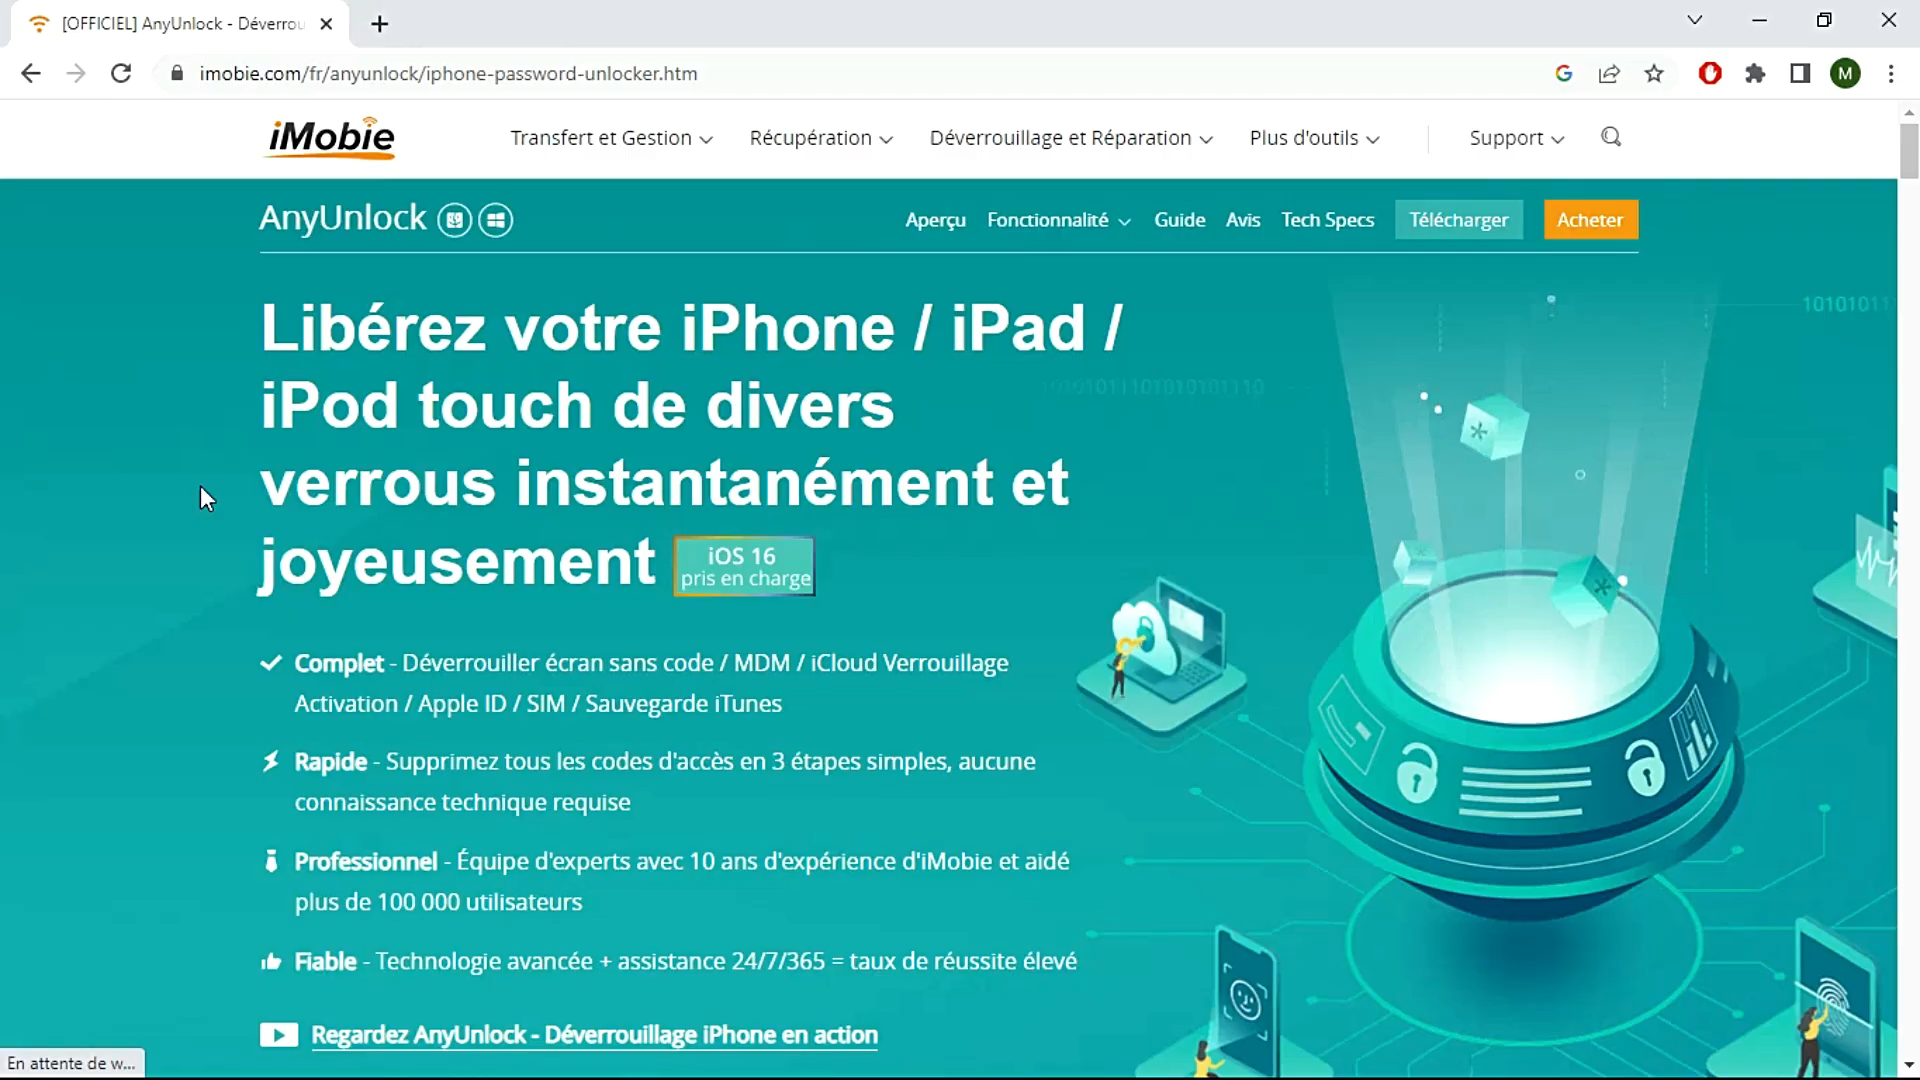 [OFFICIEL] AnyUnlock - Déverrou
imobie.com/fr/anyunlock/iphone-password-unlocker.htm
M
iMobie
Transfert et Gestion
Récupération
Déverrouillage et Réparation
Plus d'outils
Support
AnyUnlock
Aperçu
Fonctionnalité
Guide
Avis
Tech Specs
Télécharger
Acheter
Libérez votre iPhone / iPad /
iPod touch de divers
verrous instantanément et
joyeusement
iOS 16
pris en charge
Complet - Déverrouiller écran sans code / MDM / iCloud Verrouillage
Activation / Apple ID / SIM / Sauvegarde iTunes
Rapide - Supprimez tous les codes d'accès en 3 étapes simples, aucune
connaissance technique requise
Professionnel - Équipe d'experts avec 10 ans d'expérience d'iMobie et aidé
plus de 100 000 utilisateurs
Fiable - Technologie avancée + assistance 24/7/365 = taux de réussite élevé
Regardez AnyUnlock - Déverrouillage iPhone en action
En attente de w...